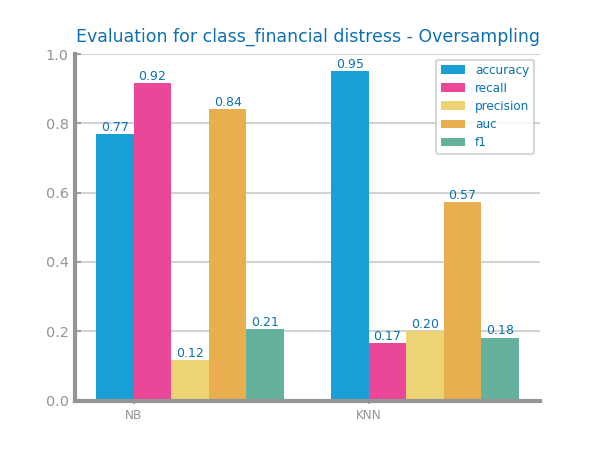 Evaluation for class_financial distress - Oversampling
1.0
0.8
0.6
0.4
0.2
0.0
0.77
0.92
0.12
0.84
0.21
0.95
0.17
0.20
0.57
0.18
accuracy
recall
precision
auc
f1
NB
KNN